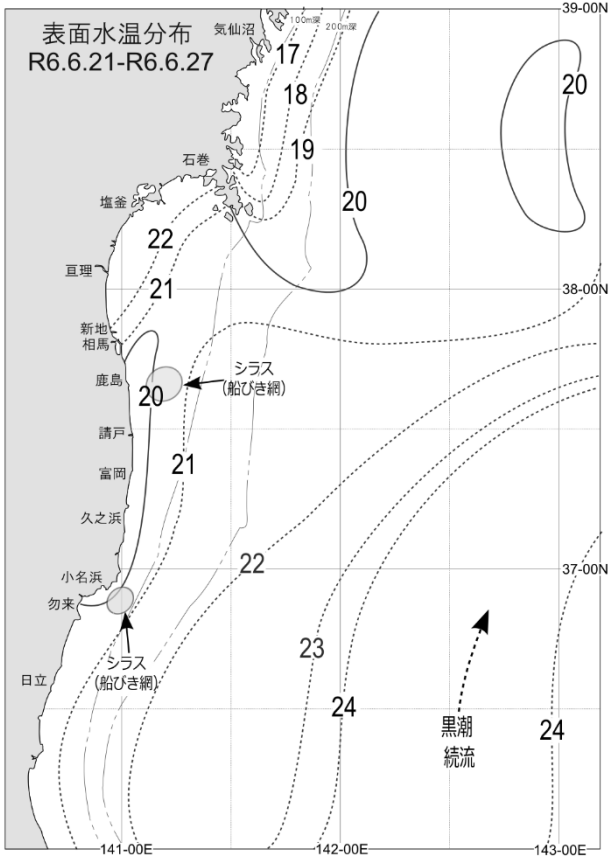 表面水温分布
R6.6.21-R6.6.27
気仙沼
100m深
200m深
39-00N
17
18
19
20
20
石巻
塩釜
22
亘理
21
38-00N
新地
相馬
鹿島
シラス
(船びき網)
20
請戸
21
富岡
久之浜
22
37-00N
小名浜
勿来
23
シラス
(船びき網)
日立
24
黒潮
続流
24
141-00E
142-00E
143-00E